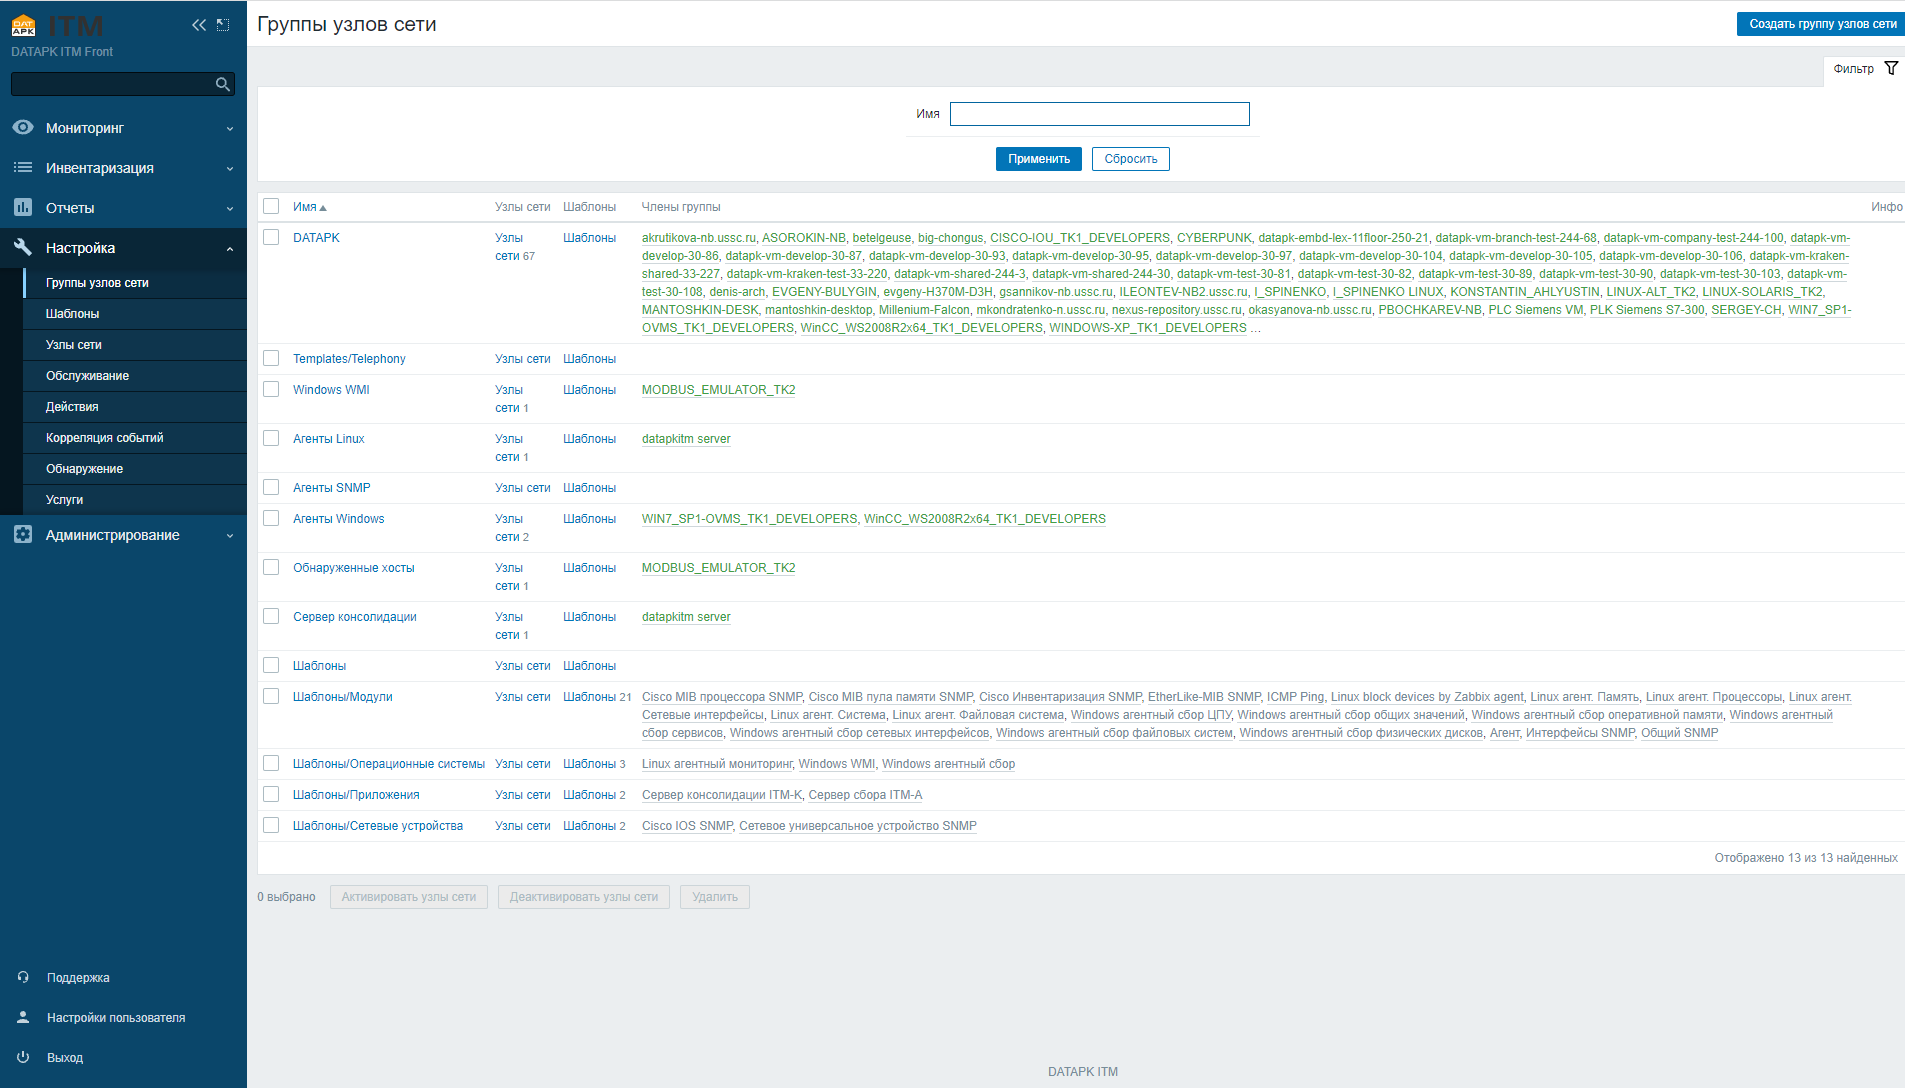 DATAPK ITM
DATAPK ITM Front
Мониторинг
Инвентаризация
Отчеты
Настройка
Группы узлов сети
Шаблоны
Узлы сети
Обслуживание
Действия
Корреляция событий
Обнаружение
Услуги
Администрирование
Поддержка
Настройки пользователя
Выход
Группы узлов сети
Создать группу узлов сети
Фильтр
Имя
Применить Сбросить
Имя Узлы сети Шаблоны Члены группы Инфо
DATAPK Узлы сети 67 Шаблоны akrutikova-nb.ussc.ru, ASOROKIN-NB, betelgeuse, big-chongus, CISCO-IOU_TK1_DEVELOPERS, CYBERPUNK, datapk-embd-lex-11floor-250-21, datapk-vm-branch-test-244-68, datapk-vm-company-test-244-100, datapk-vm-
develop-30-86, datapk-vm-develop-30-87, datapk-vm-develop-30-93, datapk-vm-develop-30-95, datapk-vm-develop-30-97, datapk-vm-develop-30-104, datapk-vm-develop-30-105, datapk-vm-develop-30-106, datapk-vm-kraken-
shared-33-227, datapk-vm-kraken-test-33-220, datapk-vm-shared-244-3, datapk-vm-shared-244-30, datapk-vm-test-30-81, datapk-vm-test-30-82, datapk-vm-test-30-89, datapk-vm-test-30-90, datapk-vm-test-30-103, datapk-vm-
test-30-108, denis-arch, EVGENY-BULYGIN, evgeny-H370M-D3H, gsannikov-nb.ussc.ru, ILEONTEV-NB2.ussc.ru, I_SPINENKO, I_SPINENKO LINUX, KONSTANTIN_AHLYUSTIN, LINUX-ALT_TK2, LINUX-SOLARIS_TK2,
MANTOSHKIN-DESK, mantoshkin-desktop, Millenium-Falcon, mkondratenko-n.ussc.ru, nexus-repository.ussc.ru, okasyanova-nb.ussc.ru, PBOCHKAREV-NB, PLC Siemens VM, PLK Siemens S7-300, SERGEY-CH, WIN7_SP1-
OVMS_TK1_DEVELOPERS, WinCC_WS2008R2x64_TK1_DEVELOPERS, WINDOWS-XP_TK1_DEVELOPERS ...
Templates/Telephony Узлы сети Шаблоны
Windows WMI Узлы сети 1 Шаблоны MODBUS_EMULATOR_TK2
Агенты Linux Узлы сети 1 Шаблоны datapkitm server
Агенты SNMP Узлы сети Шаблоны
Агенты Windows Узлы сети 2 Шаблоны WIN7_SP1-OVMS_TK1_DEVELOPERS, WinCC_WS2008R2x64_TK1_DEVELOPERS
Обнаруженные хосты Узлы сети 1 Шаблоны MODBUS_EMULATOR_TK2
Сервер консолидации Узлы сети 1 Шаблоны datapkitm server
Шаблоны Узлы сети Шаблоны
Шаблоны/Модули Узлы сети Шаблоны 21 Cisco MIB процессора SNMP, Cisco MIB пула памяти SNMP, Cisco Инвентаризация SNMP, EtherLike-MIB SNMP, ICMP Ping, Linux block devices by Zabbix agent, Linux агент. Память, Linux агент. Процессоры, Linux агент.
Сетевые интерфейсы, Linux агент. Система, Linux агент. Файловая система, Windows агентный сбор ЦПУ, Windows агентный сбор общих значений, Windows агентный сбор оперативной памяти, Windows агентный
сбор сервисов, Windows агентный сбор сетевых интерфейсов, Windows агентный сбор файловых систем, Windows агентный сбор физических дисков, Агент, Интерфейсы SNMP, Общий SNMP
Шаблоны/Операционные системы Узлы сети Шаблоны 3 Linux агентный мониторинг, Windows WMI, Windows агентный сбор
Шаблоны/Приложения Узлы сети Шаблоны 2 Сервер консолидации ITM-K, Сервер сбора ITM-A
Шаблоны/Сетевые устройства Узлы сети Шаблоны 2 Cisco IOS SNMP, Сетевое универсальное устройство SNMP
Отображено 13 из 13 найденных
0 выбрано Активировать узлы сети Деактивировать узлы сети Удалить
DATAPK ITM